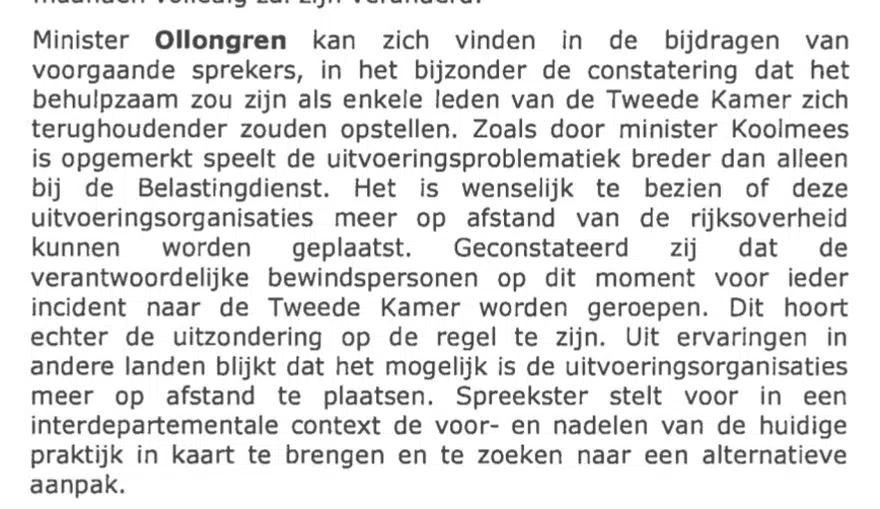 Minister Ollongren kan zich vinden in de bijdragen van
voorgaande sprekers, in het bijzonder de constatering dat het
behulpzaam zou zijn als enkele leden van de Tweede Kamer zich
terughoudender zouden opstellen. Zoals door minister Koolmees
is opgemerkt speelt de uitvoeringsproblematiek breder dan alleen
bij de Belastingdienst. Het is wenselijk te bezien of deze
uitvoeringsorganisaties meer op afstand van de rijksoverheid
kunnen worden geplaatst. Geconstateerd zij dat de
verantwoordelijke bewindspersonen op dit moment voor ieder
incident naar de Tweede Kamer worden geroepen. Dit hoort
echter de uitzondering op de regel te zijn. Uit ervaringen in
andere landen blijkt dat het mogelijk is de uitvoeringsorganisaties
meer op afstand te plaatsen. Spreekster stelt voor in een
interdepartementale context de voor- en nadelen van de huidige
praktijk in kaart te brengen en te zoeken naar een alternatieve
aanpak.